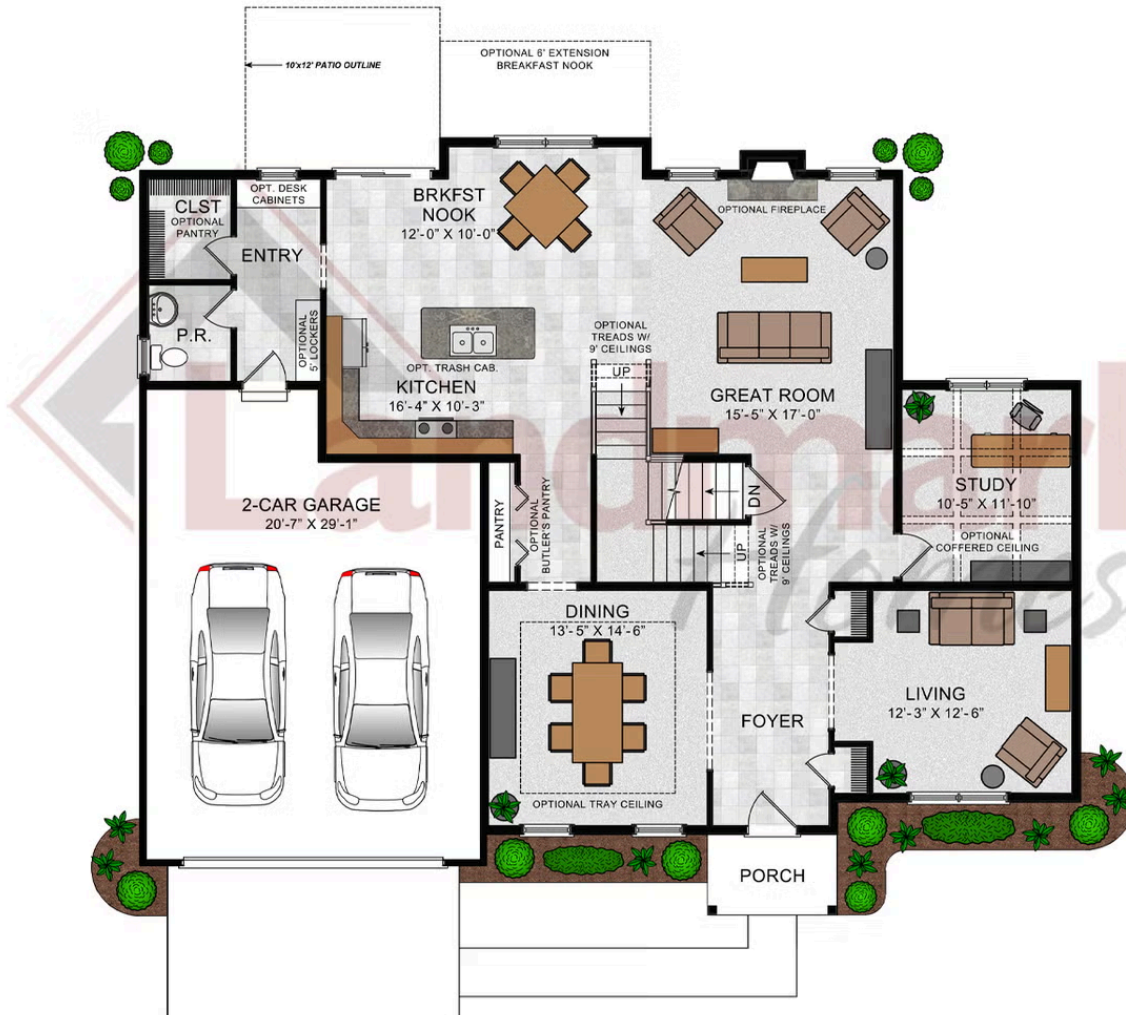 10'x12' PATIO OUTLINE
OPTIONAL 6' EXTENSION
BREAKFAST NOOK
OPT. DESK
CABINETS
CLST
OPTIONAL
PANTRY
ENTRY
BRKFST
NOOK
12'-0" X 10'-0"
OPTIONAL FIREPLACE
P.R.
OPTIONAL
5' LOCKERS
OPT. TRASH CAB.
KITCHEN
16'-4" X 10'-3"
OPTIONAL
TREADS W/
9' CEILINGS
UP
GREAT ROOM
15'-5" X 17'-0"
Landmark
Homes
2-CAR GARAGE
20'-7" X 29'-1"
PANTRY
OPTIONAL
BUTLER'S PANTRY
DN
UP
OPTIONAL
TREADS W/
9' CEILINGS
STUDY
10'-5" X 11'-10"
OPTIONAL
COFFERED CEILING
DINING
13'-5" X 14'-6"
OPTIONAL TRAY CEILING
FOYER
LIVING
12'-3" X 12'-6"
PORCH